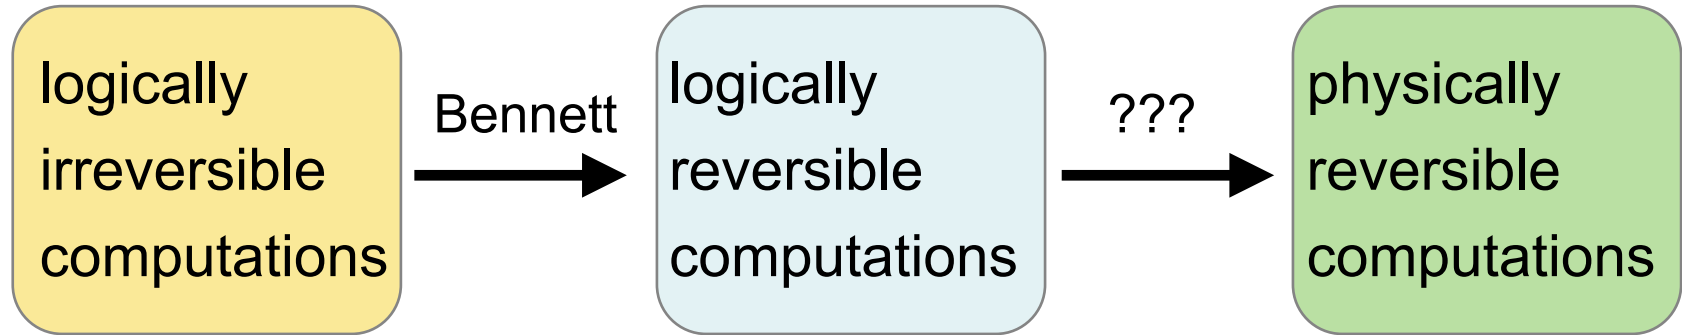 logically
irreversible
computations
Bennett
logically
reversible
computations
???
physically
reversible
computations